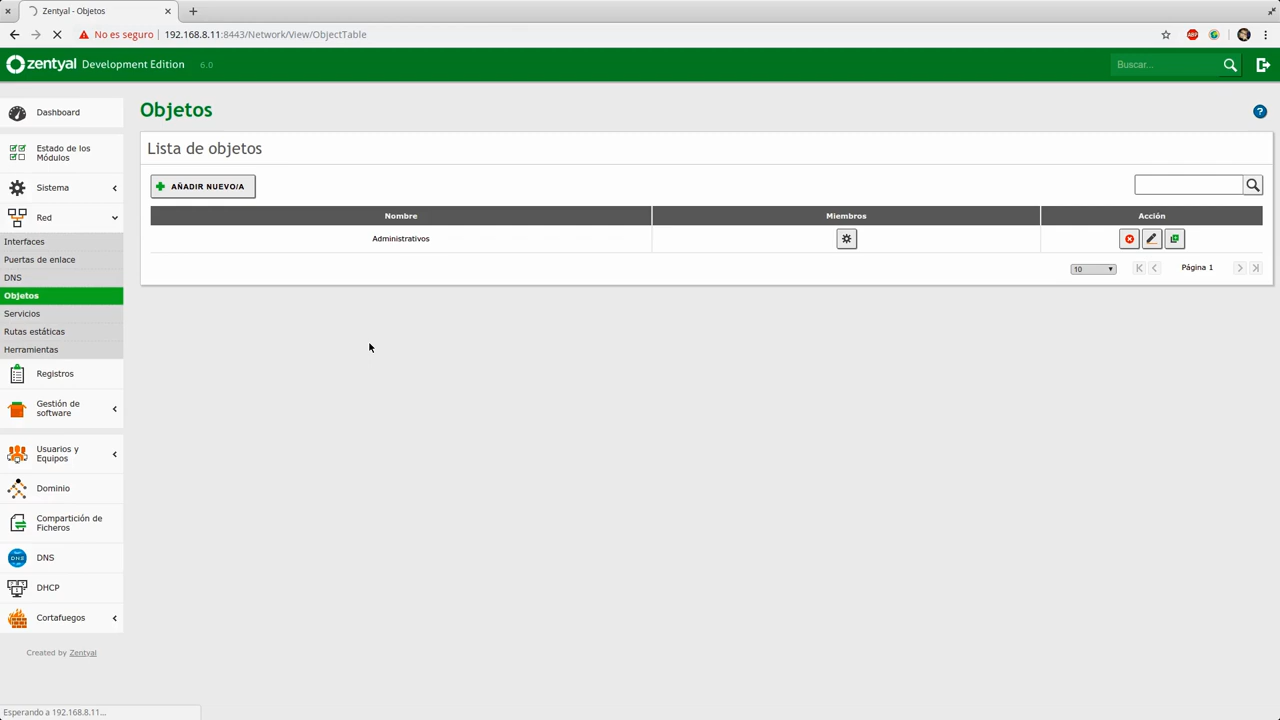 Zentyal - Objetos
No es seguro
192.168.8.11:8443/Network/View/ObjectTable
ABP
zentyal Development Edition 6.0
Buscar...
Dashboard
Estado de los
Módulos
Sistema
Red
Interfaces
Puertas de enlace
DNS
Objetos
Servicios
Rutas estáticas
Herramientas
Registros
Gestión de
software
Usuarios y
Equipos
Dominio
Compartición de
Ficheros
DNS
DNS
DHCP
Cortafuegos
Created by Zentyal
Objetos
?
Lista de objetos
AÑADIR NUEVO/A
Nombre Miembros Acción
Administrativos
10
Página 1
Esperando a 192.168.8.11...